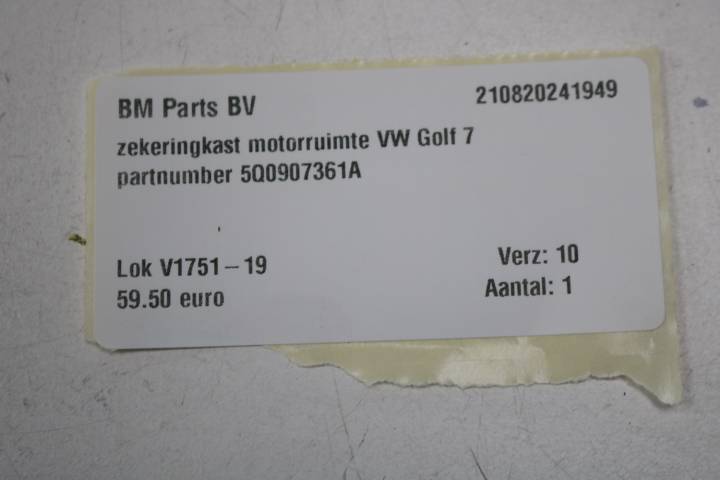 BM Parts BV 210820241949
zekeringkast motorruimte VW Golf 7
partnumber 5Q0907361A
Lok V1751-19 Verz: 10
59.50 euro Aantal: 1